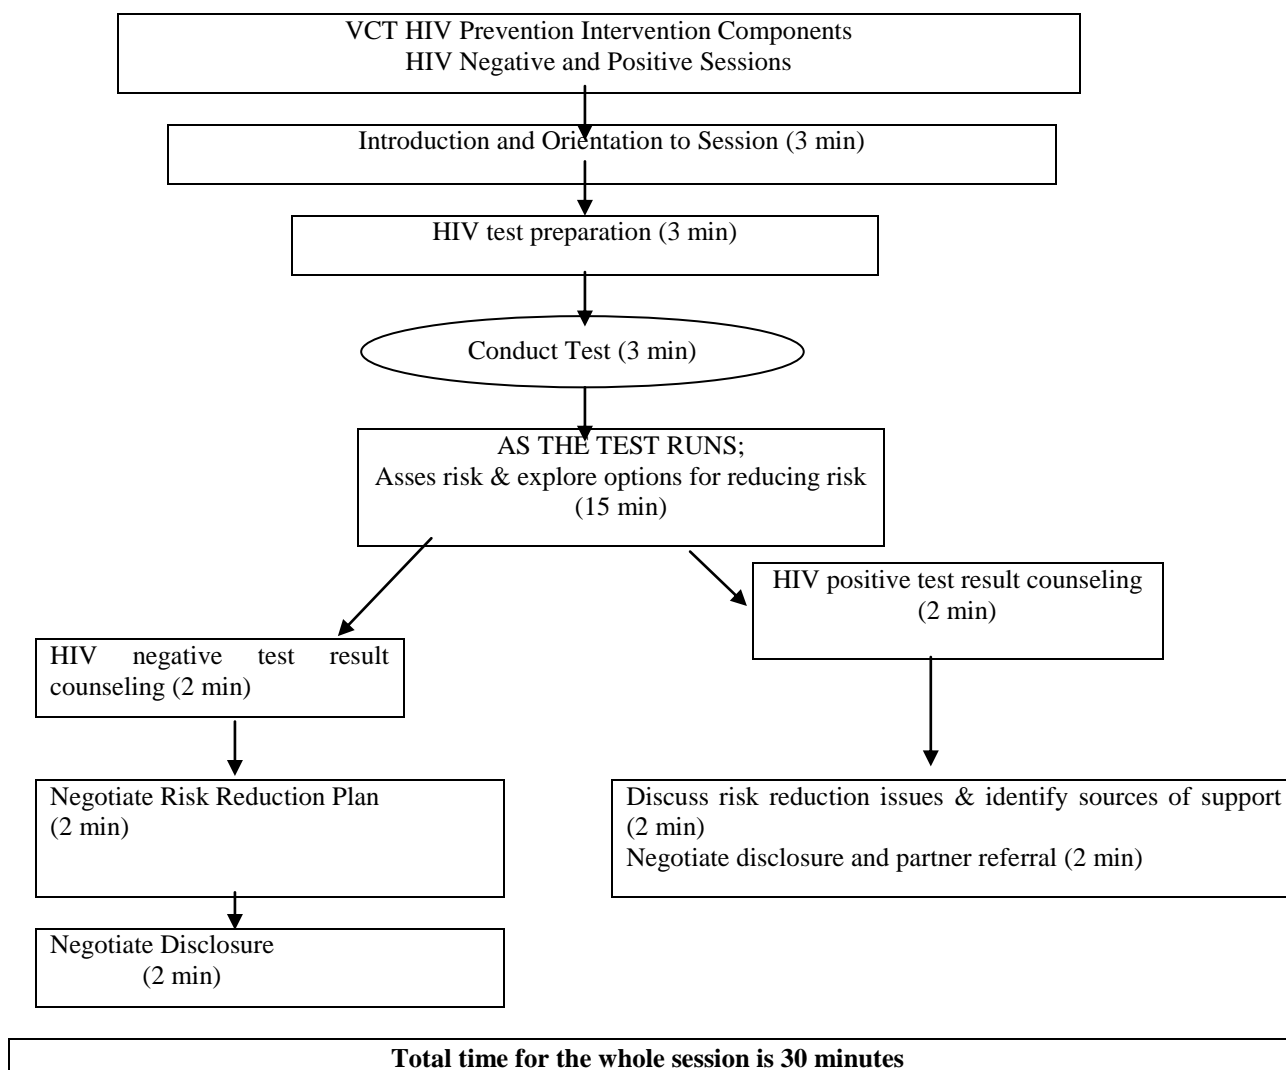 VCT HIV Prevention Intervention Components
HIV Negative and Positive Sessions
Introduction and Orientation to Session (3 min)
HIV test preparation (3 min)
Conduct Test (3 min)
AS THE TEST RUNS;
Asses risk & explore options for reducing risk
(15 min)
HIV positive test result counseling
(2 min)
HIV negative test result
counseling (2 min)
Negotiate Risk Reduction Plan
(2 min)
Discuss risk reduction issues & identify sources of support
(2 min)
Negotiate disclosure and partner referral (2 min)
Negotiate Disclosure
(2 min)
Total time for the whole session is 30 minutes